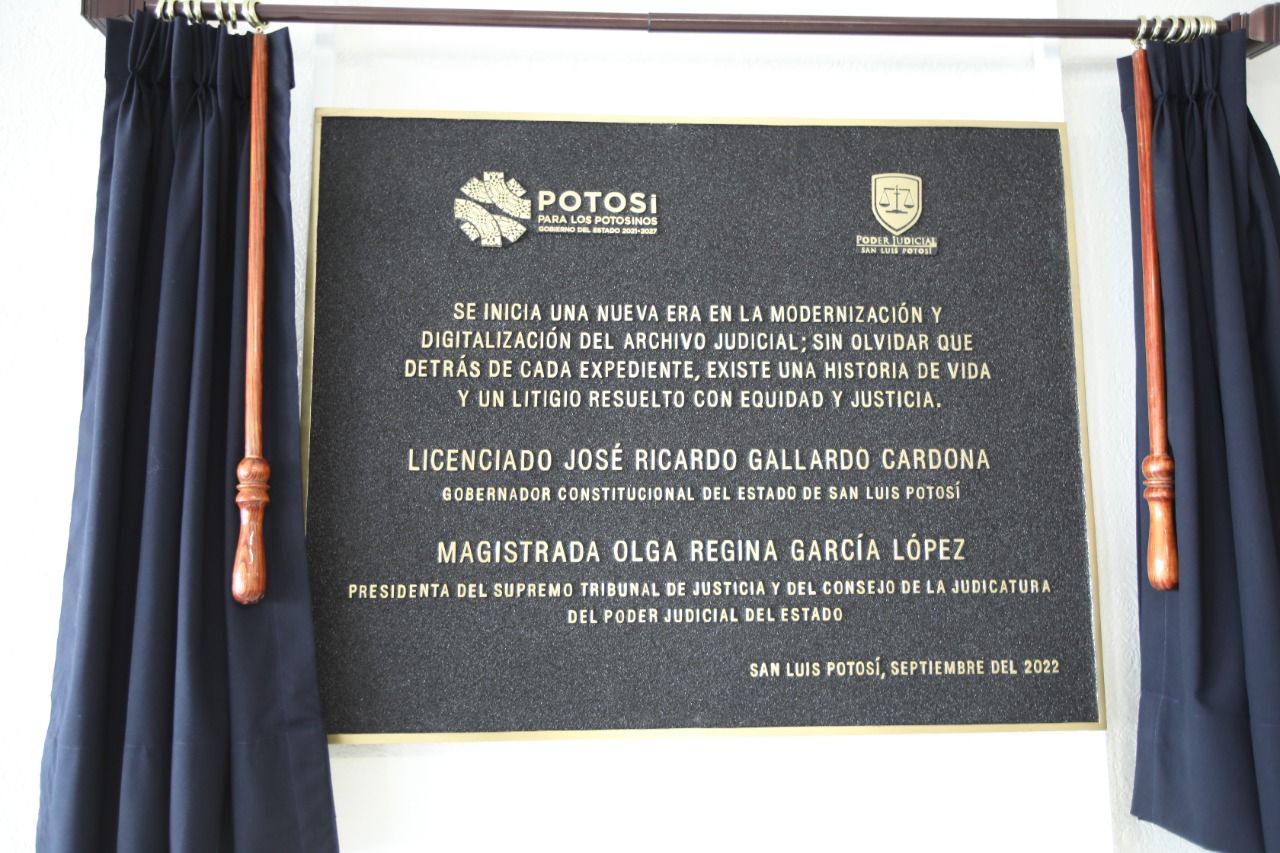 POTOSí
PARA LOS POTOSINOS
GOBIERNO DEL ESTADO 2021-2027
PODER JUDICIAL
SAN LUIS POTOSÍ
SE INICIA UNA NUEVA ERA EN LA MODERNIZACIÓN Y
DIGITALIZACIÓN DEL ARCHIVO JUDICIAL; SIN OLVIDAR QUE
DETRÁS DE CADA EXPEDIENTE, EXISTE UNA HISTORIA DE VIDA
Y UN LITIGIO RESUELTO CON EQUIDAD Y JUSTICIA.
LICENCIADO JOSÉ RICARDO GALLARDO CARDONA
GOBERNADOR CONSTITUCIONAL DEL ESTADO DE SAN LUIS POTOSÍ
MAGISTRADA OLGA REGINA GARCÍA LÓPEZ
PRESIDENTA DEL SUPREMO TRIBUNAL DE JUSTICIA Y DEL CONSEJO DE LA JUDICATURA
DEL PODER JUDICIAL DEL ESTADO
SAN LUIS POTOSÍ, SEPTIEMBRE DEL 2022